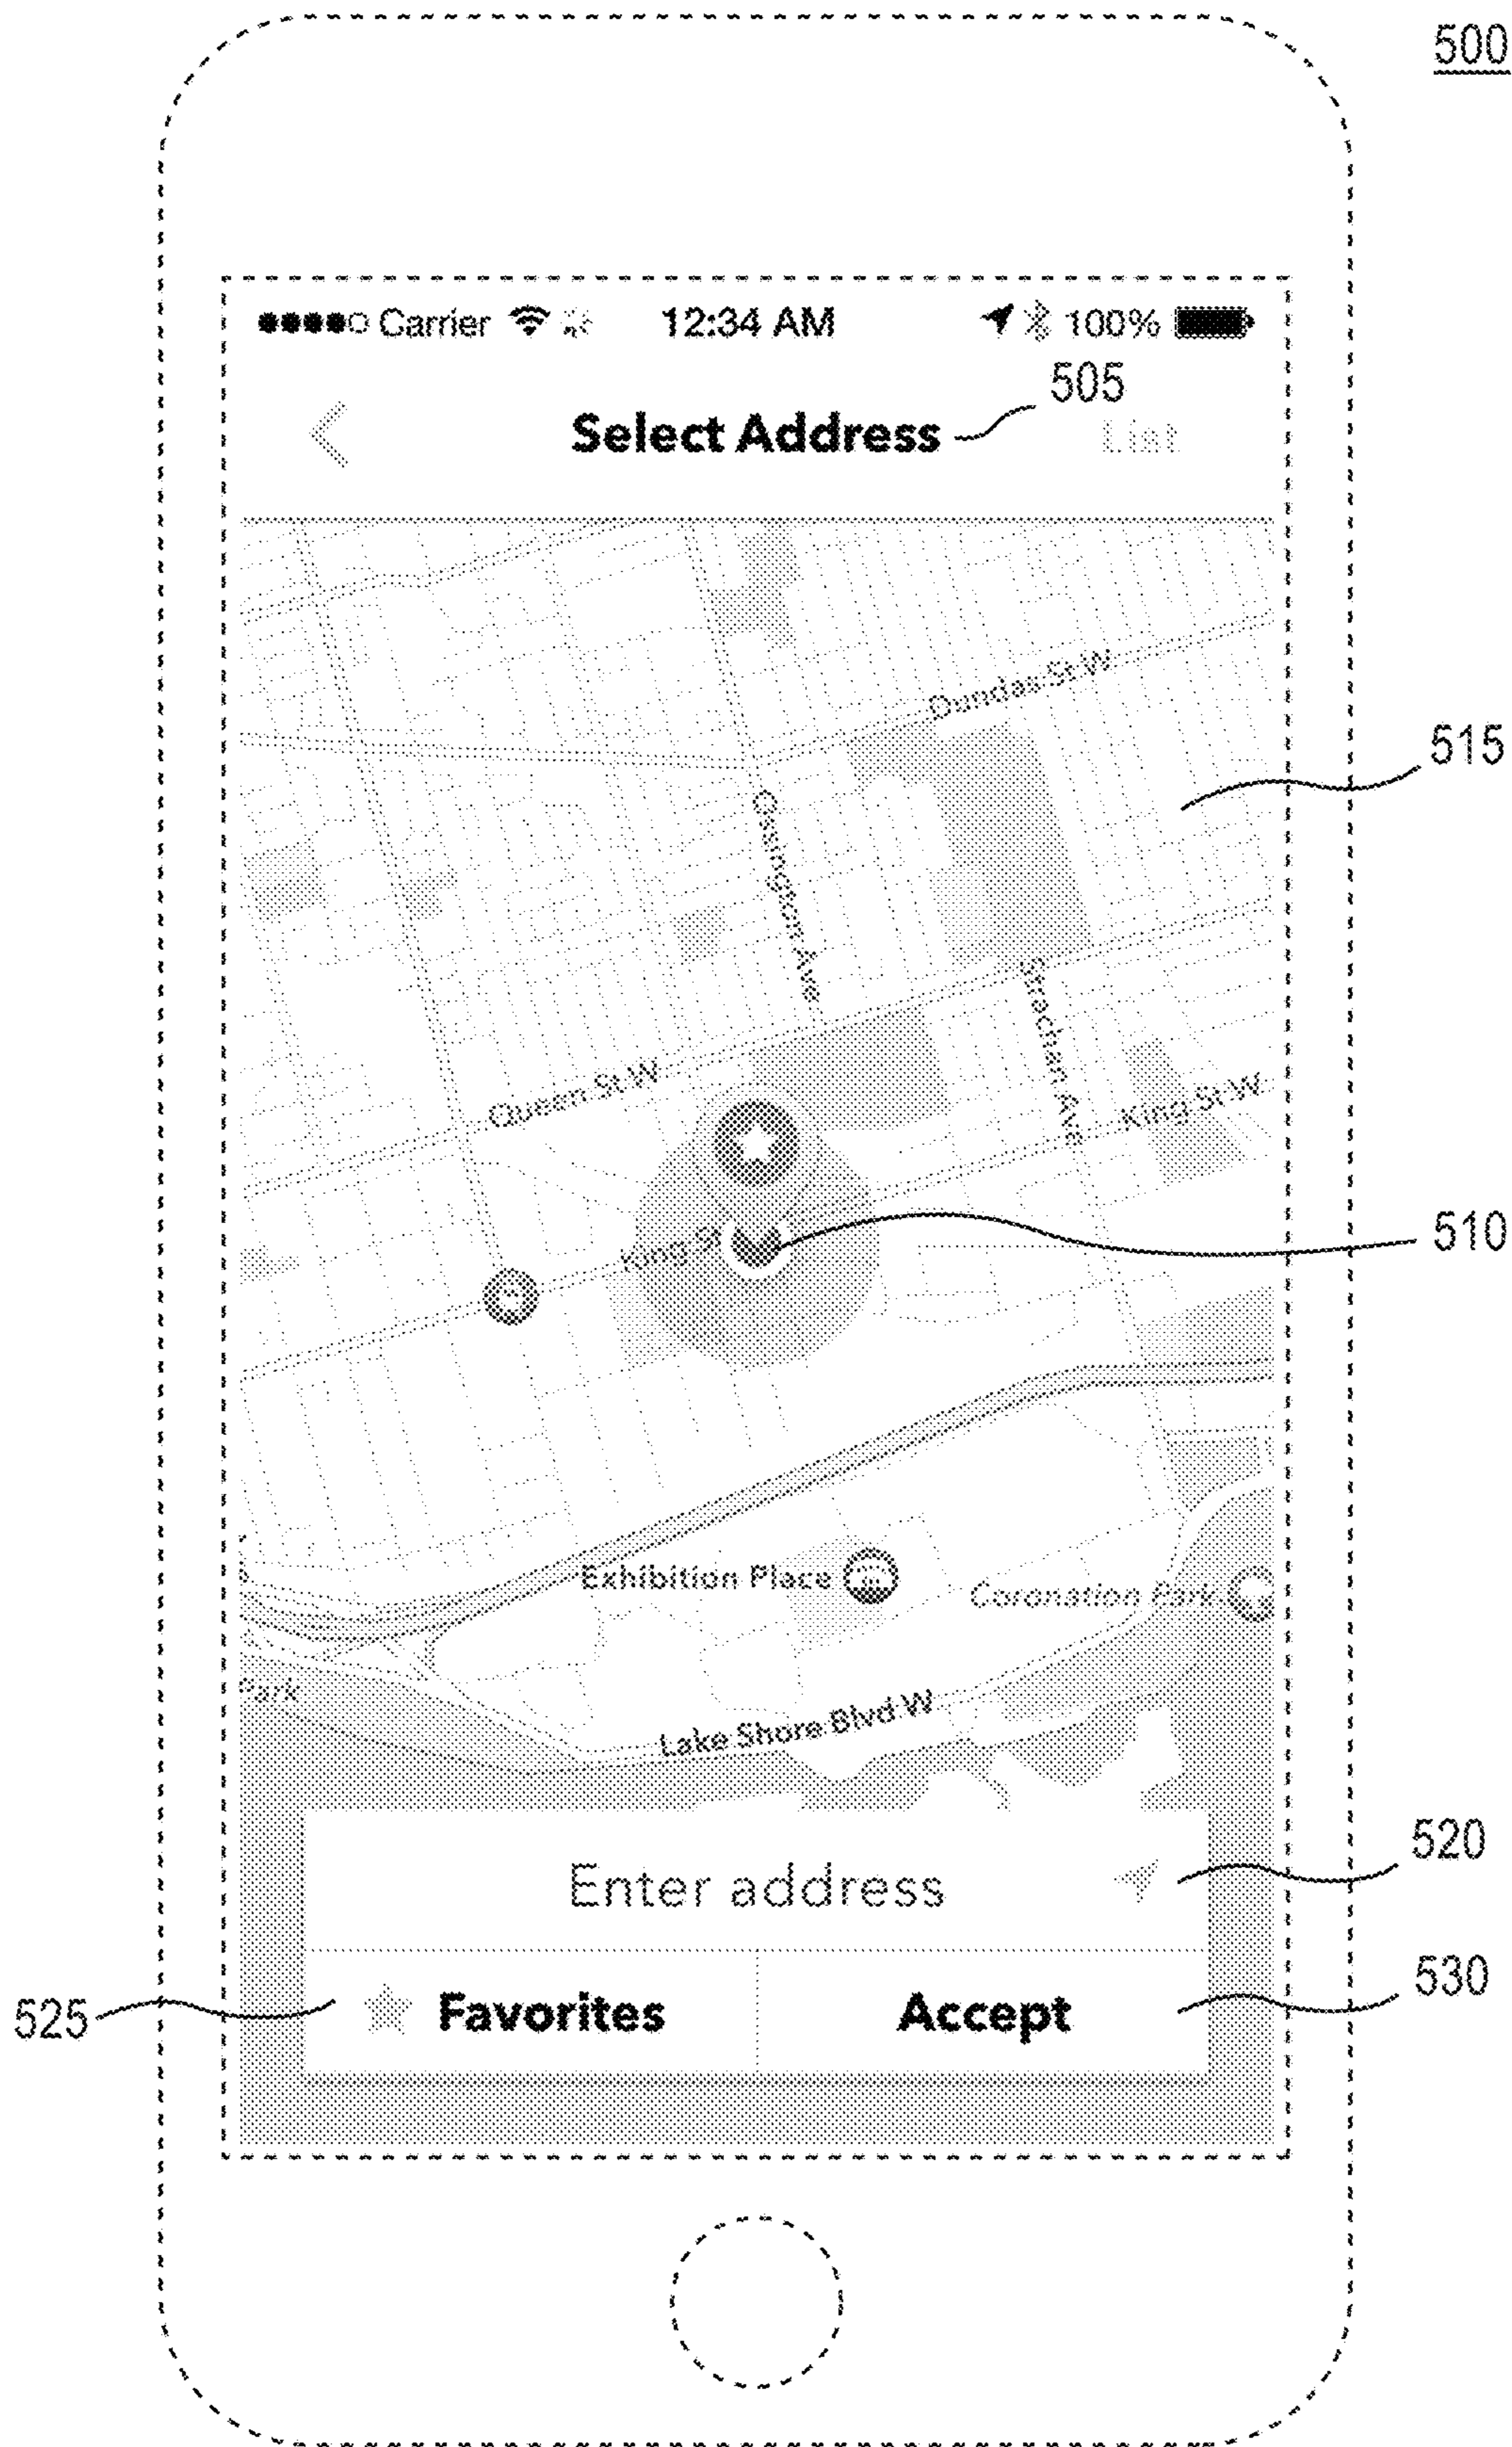 500
Carrier 12:34 AM 100%
505
Select Address
List
Dundas St W
515
Ossington Ave
Strachan Ave
Queen St W
King St W
King St
510
Exhibition Place
Coronation Park
Park
Lake Shore Blvd W
520
Enter address
530
525
Favorites
Accept